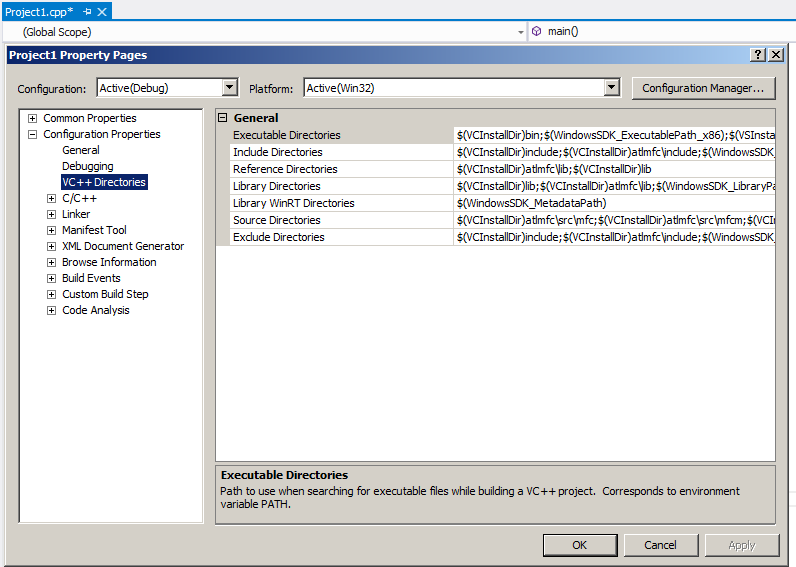 Project1.cpp*
(Global Scope)
main()
Project1 Property Pages
Configuration: Active(Debug) Platform: Active(Win32) Configuration Manager...
Common Properties
Configuration Properties
General
Debugging
VC++ Directories
C/C++
Linker
Manifest Tool
XML Document Generator
Browse Information
Build Events
Custom Build Step
Code Analysis
General
Executable Directories $(VCInstallDir)bin;$(WindowsSDK_ExecutablePath_x86);$(VSInsta
Include Directories $(VCInstallDir)include;$(VCInstallDir)atlmfc\include;$(WindowsSDK_
Reference Directories $(VCInstallDir)atlmfc\lib;$(VCInstallDir)lib
Library Directories $(VCInstallDir)lib;$(VCInstallDir)atlmfc\lib;$(WindowsSDK_LibraryPa
Library WinRT Directories $(WindowsSDK_MetadataPath)
Source Directories $(VCInstallDir)atlmfc\src\mfc;$(VCInstallDir)atlmfc\src\mfcm;$(VCI
Exclude Directories $(VCInstallDir)include;$(VCInstallDir)atlmfc\include;$(WindowsSDK_
Executable Directories
Path to use when searching for executable files while building a VC++ project. Corresponds to environment
variable PATH.
OK Cancel Apply